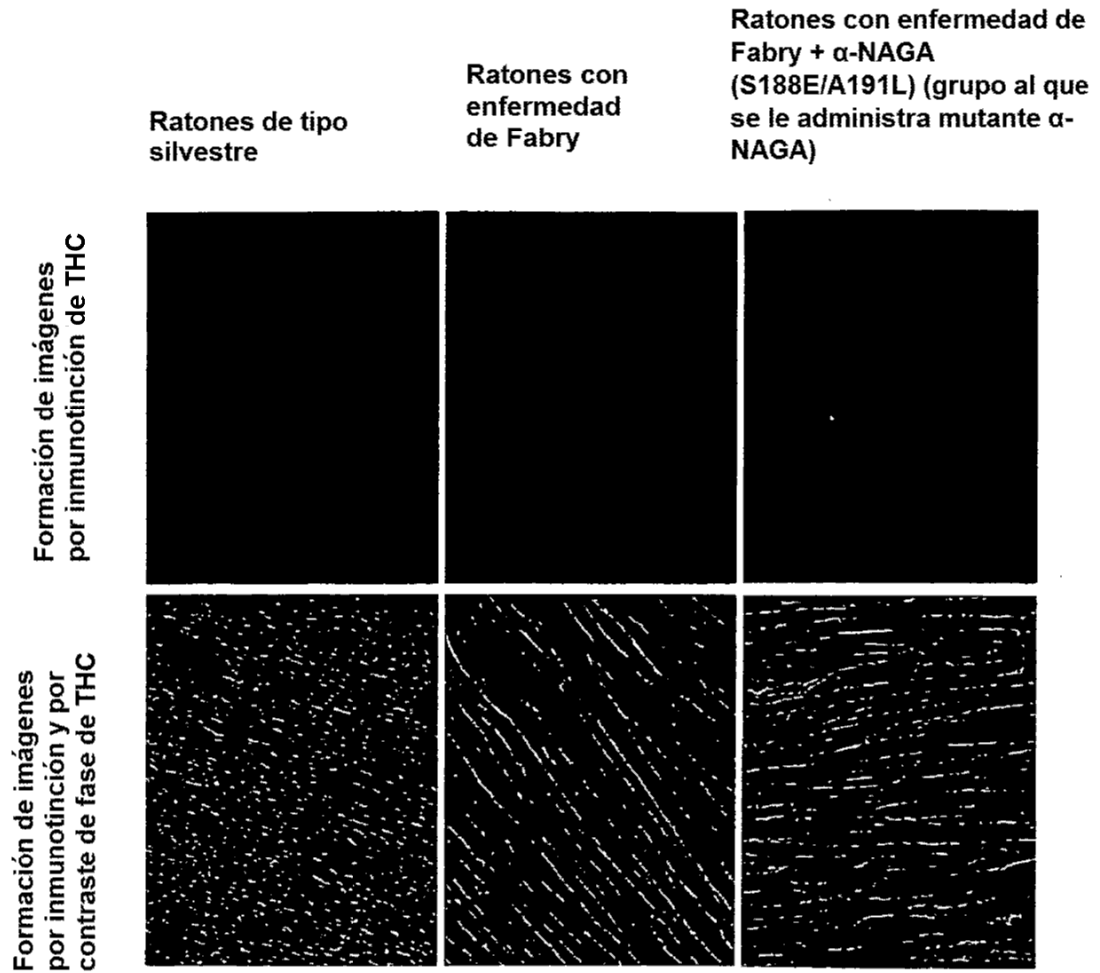 Ratones de tipo
silvestre
Ratones con
enfermedad
de Fabry
Ratones con enfermedad de
Fabry + α-NAGA
(S188E/A191L) (grupo al que
se le administra mutante α-
NAGA)
Formación de imágenes
por inmunotinción de THC
Formación de imágenes
por inmunotinción y por
contraste de fase de THC